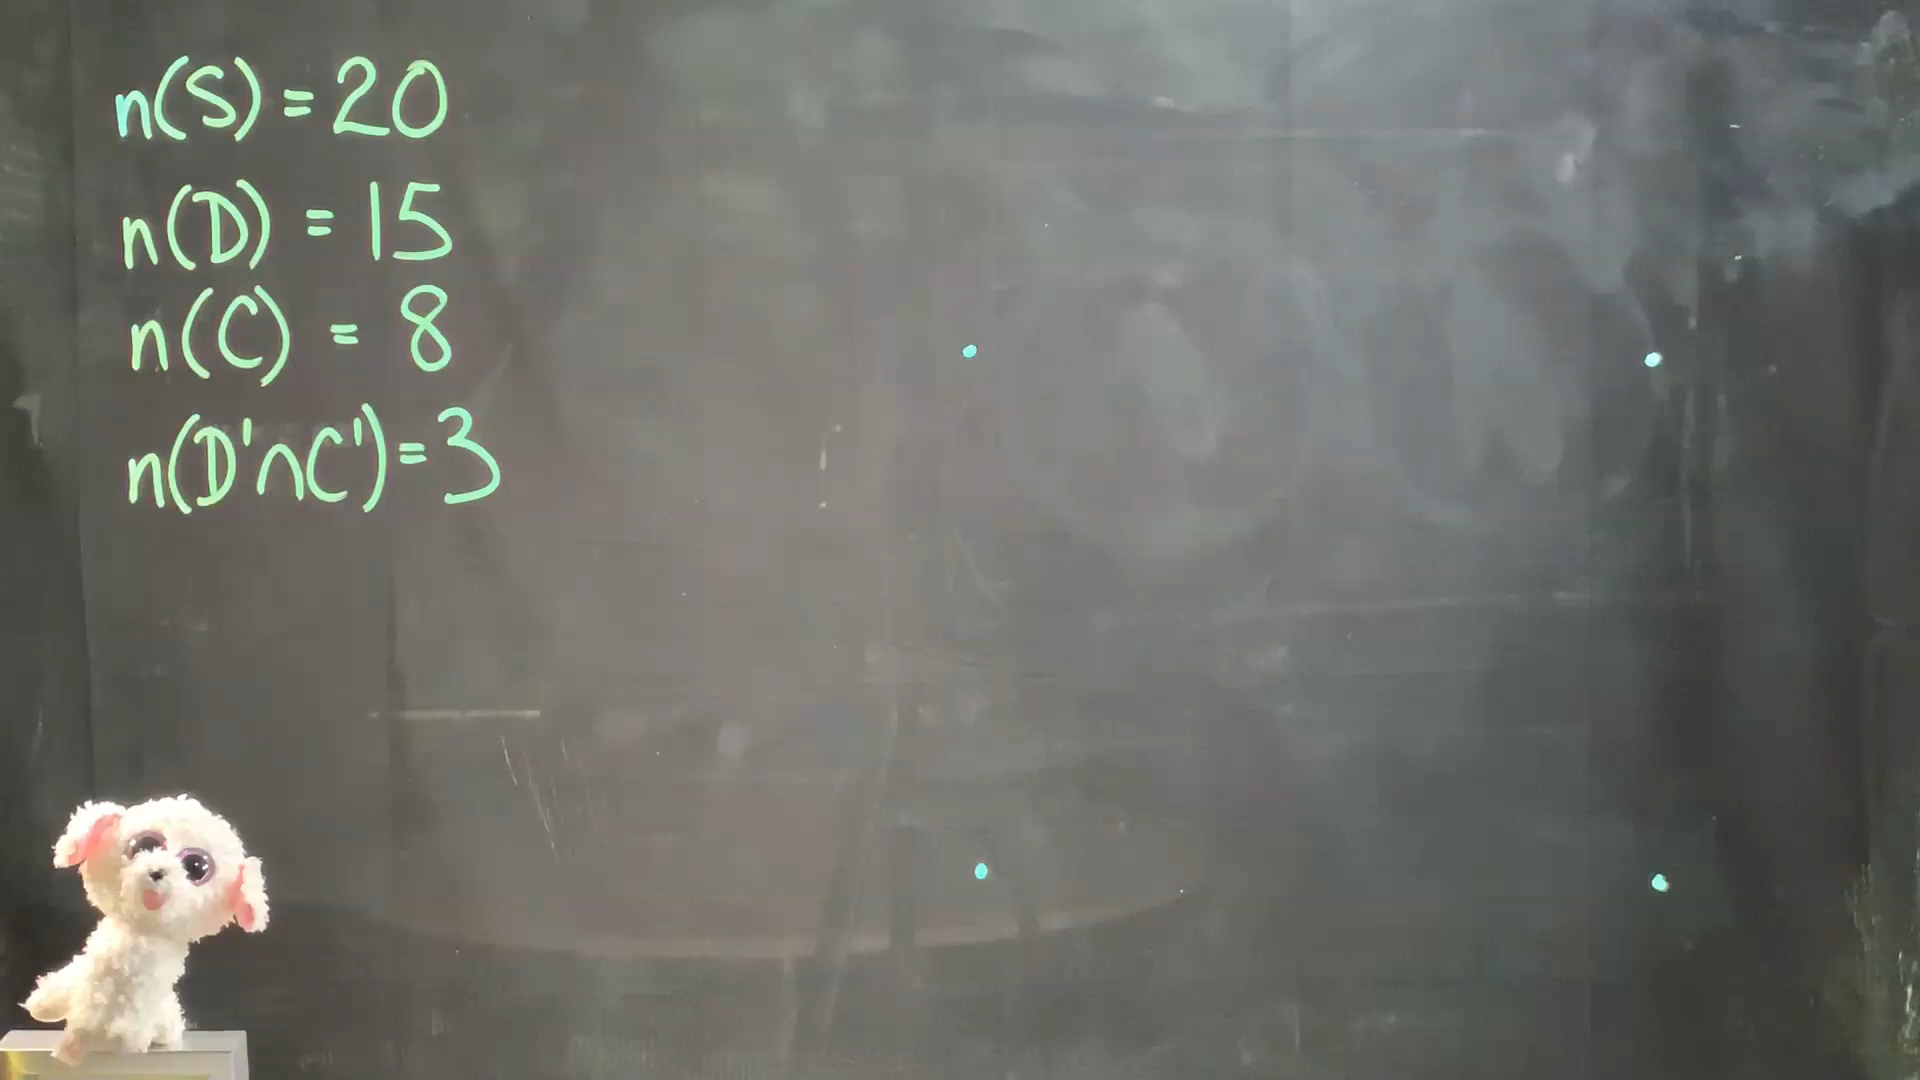 n(S) = 20
n(D) = 15
n(C) = 8
n(D'∩C') = 3